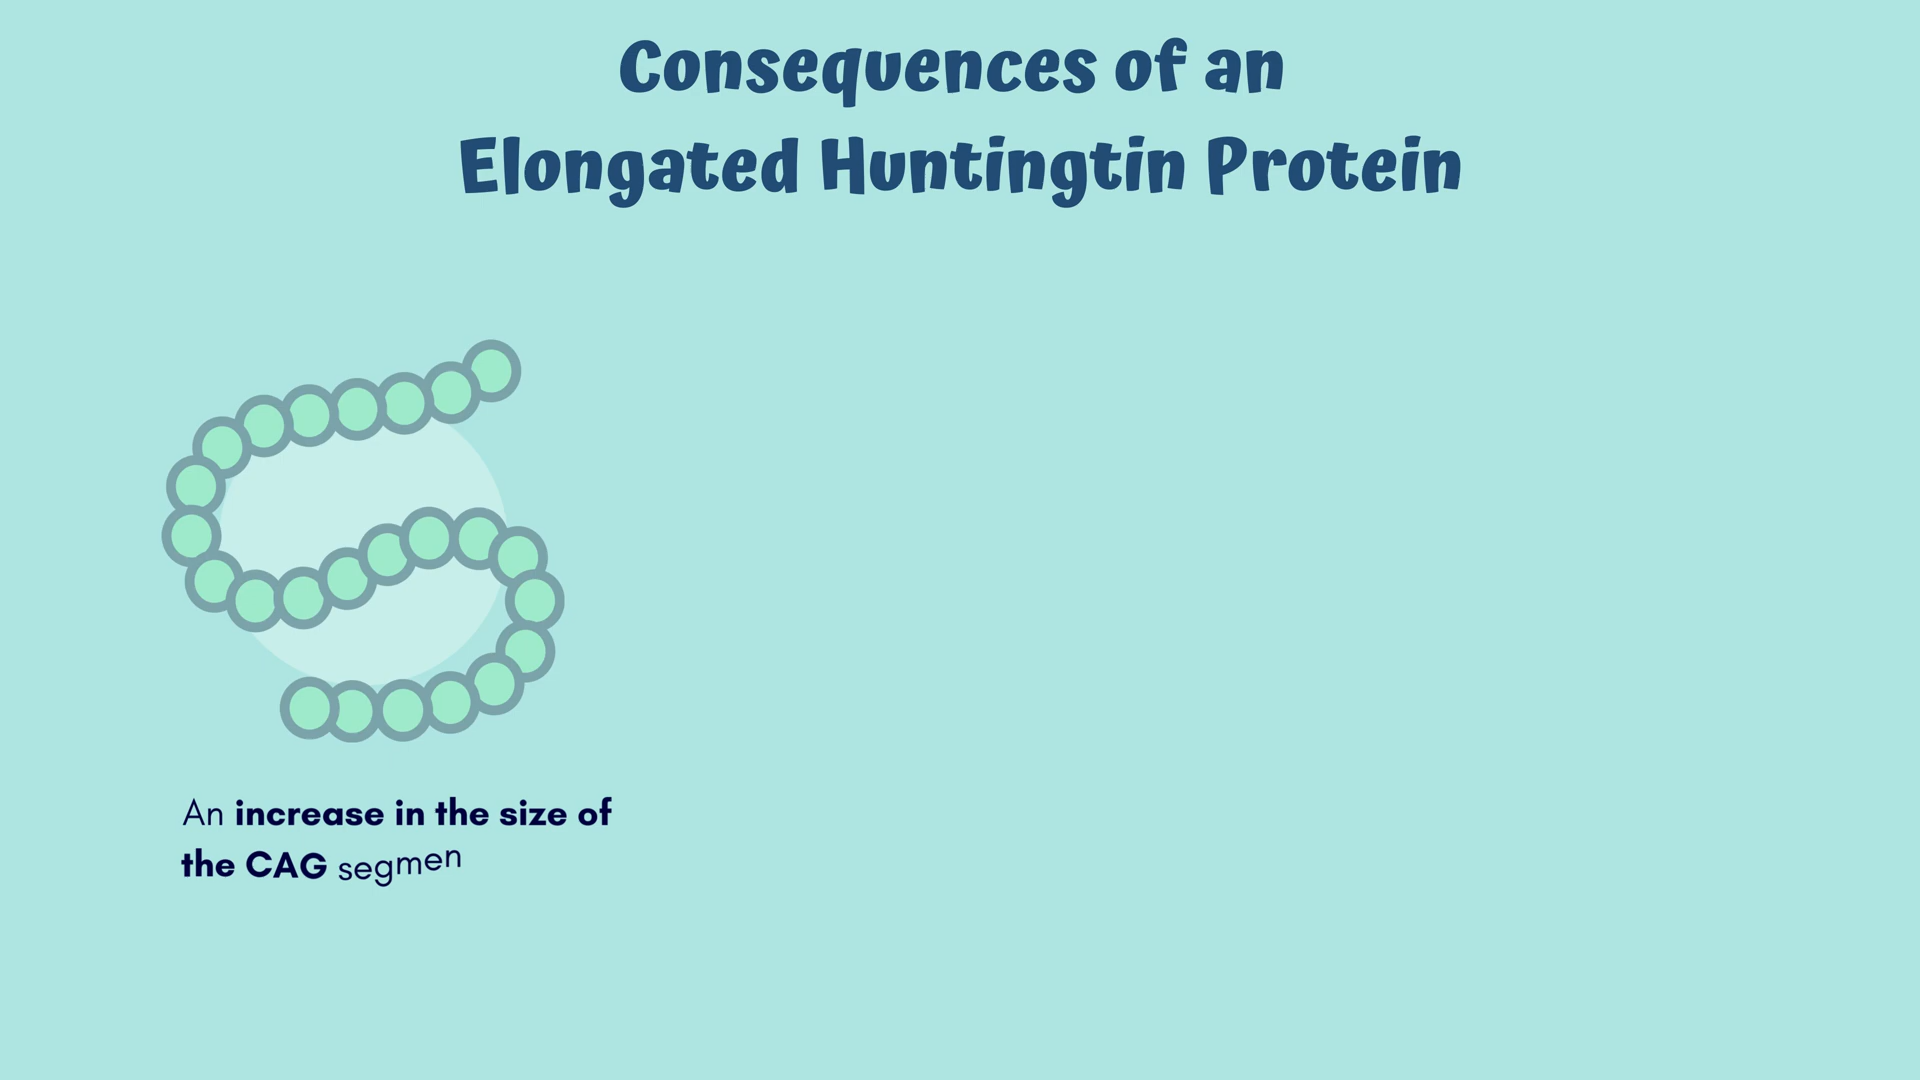 Consequences of an
Elongated Huntingtin Protein
An increase in the size of
the CAG segmen